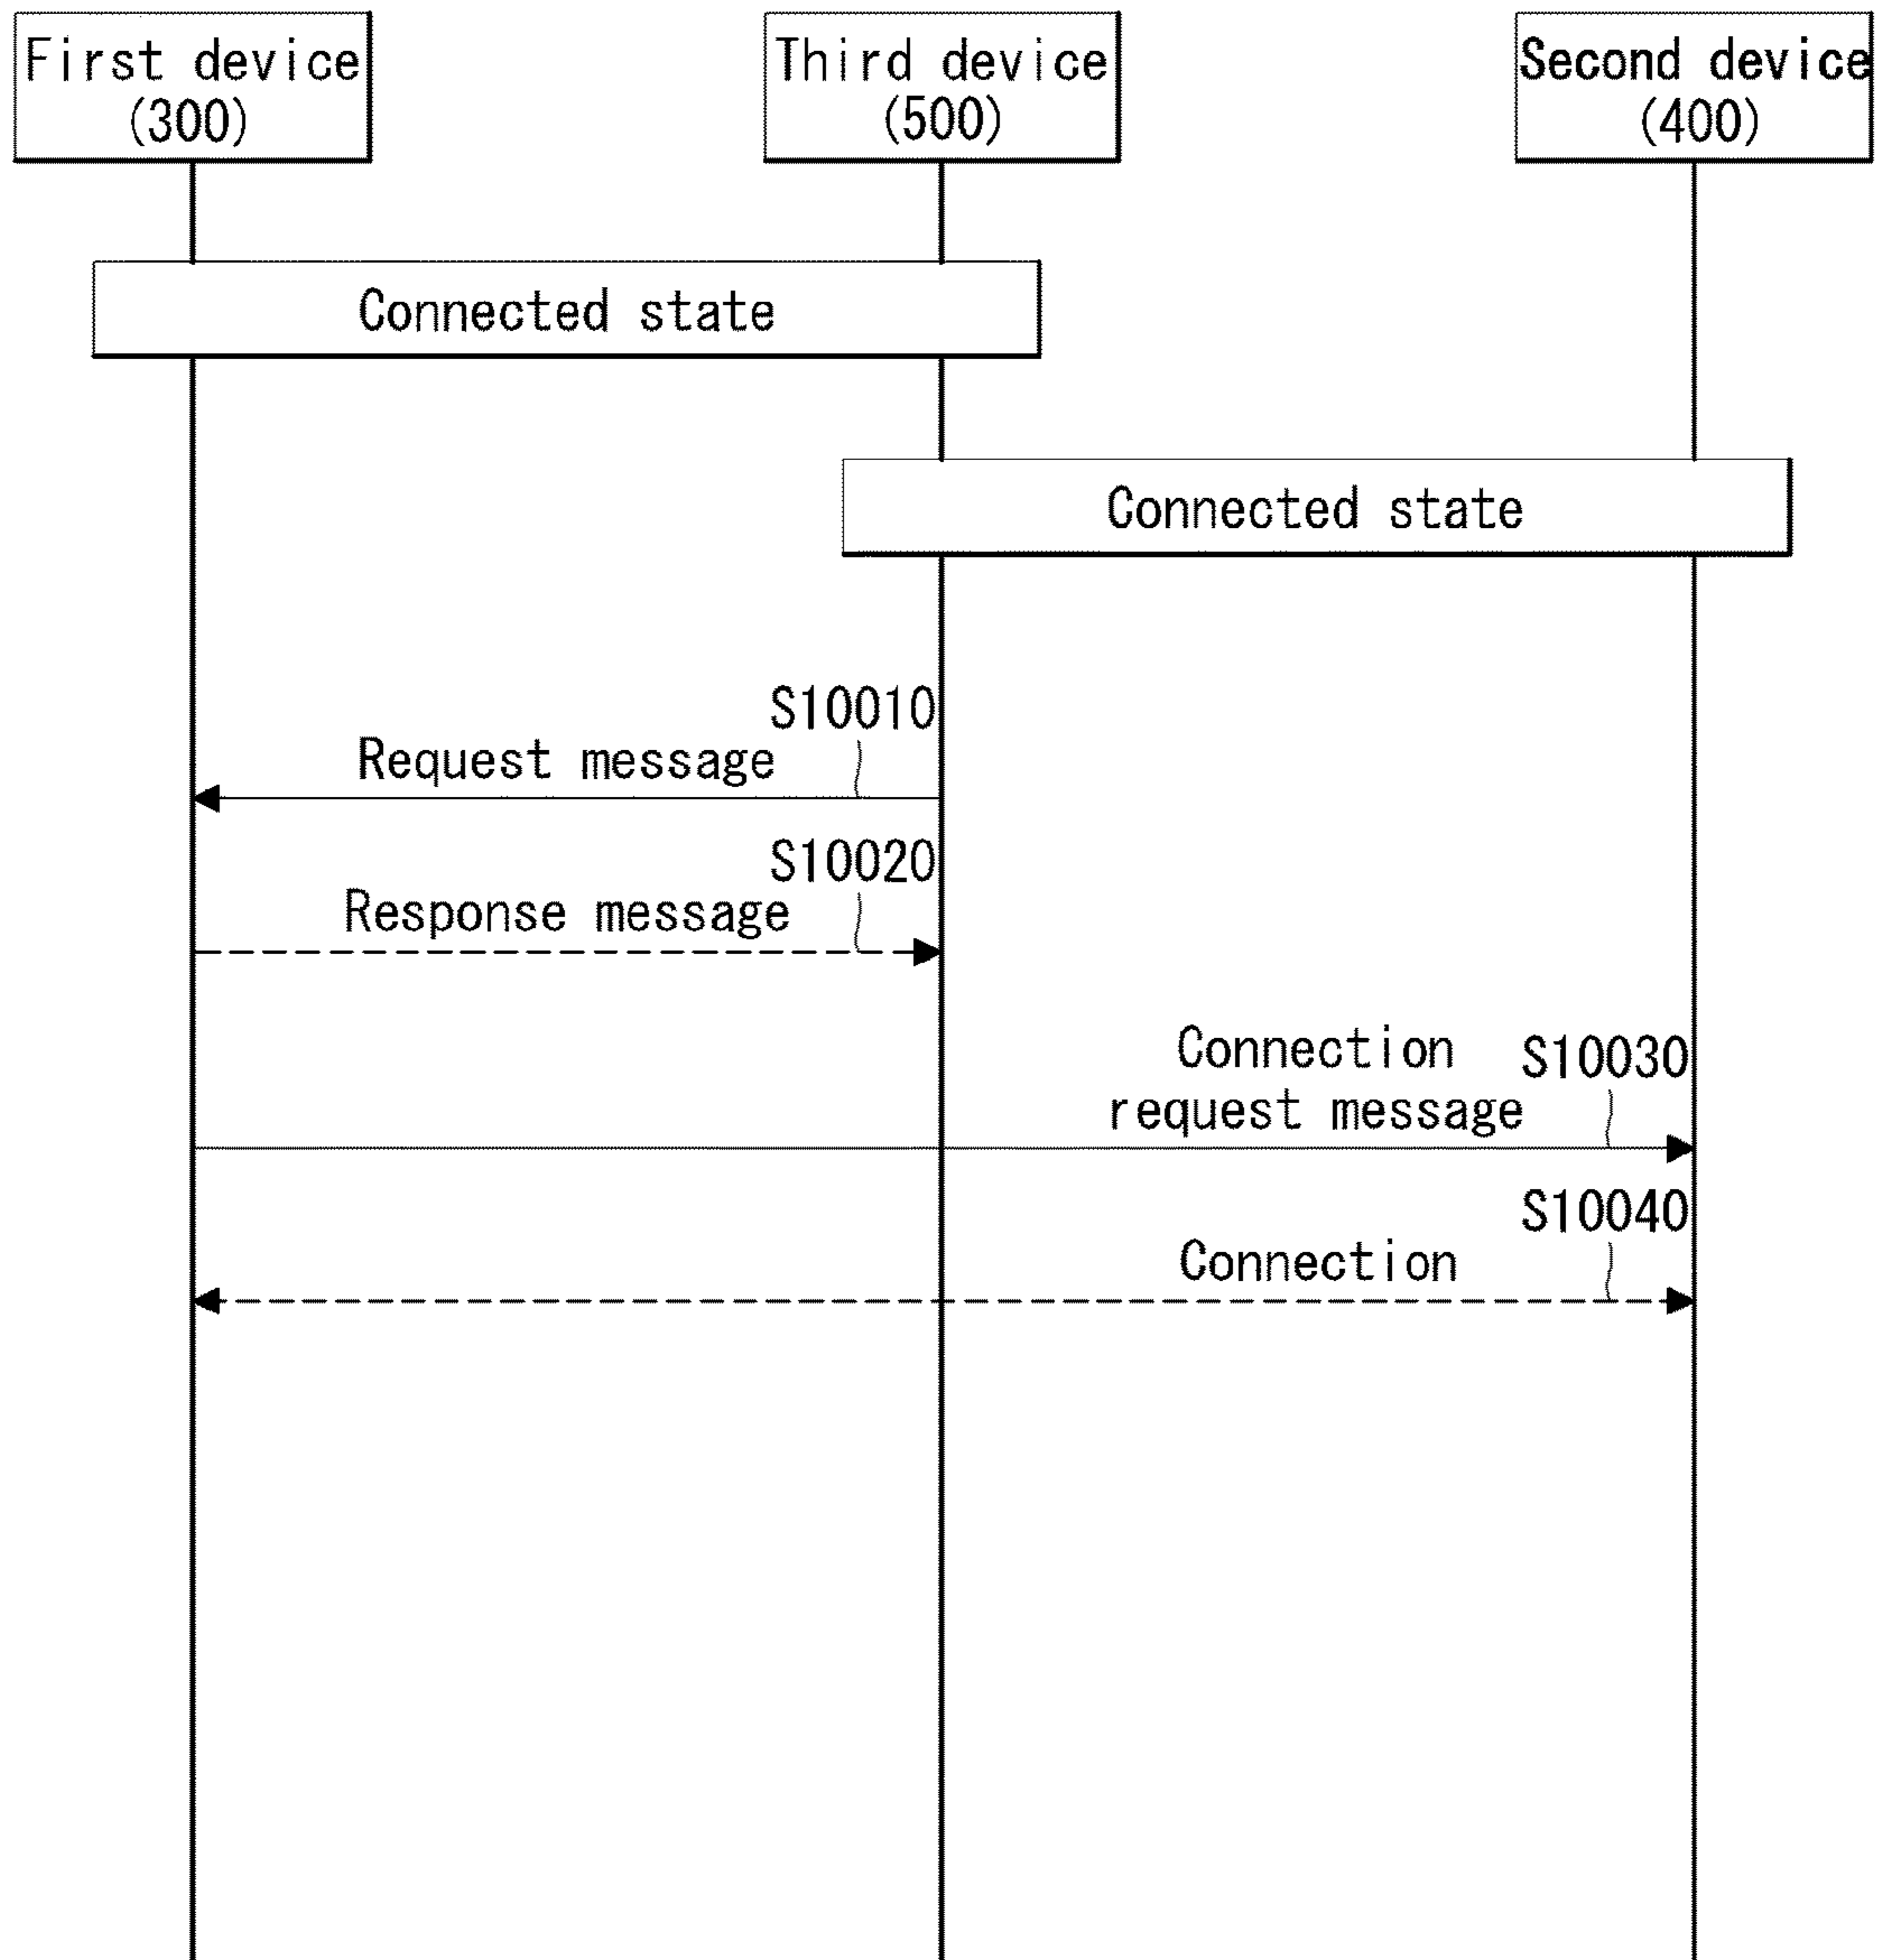 First device
(300)
Third device
(500)
Second device
(400)
Connected state
Connected state
S10010
Request message
S10020
Response message
Connection
request message
S10030
S10040
Connection